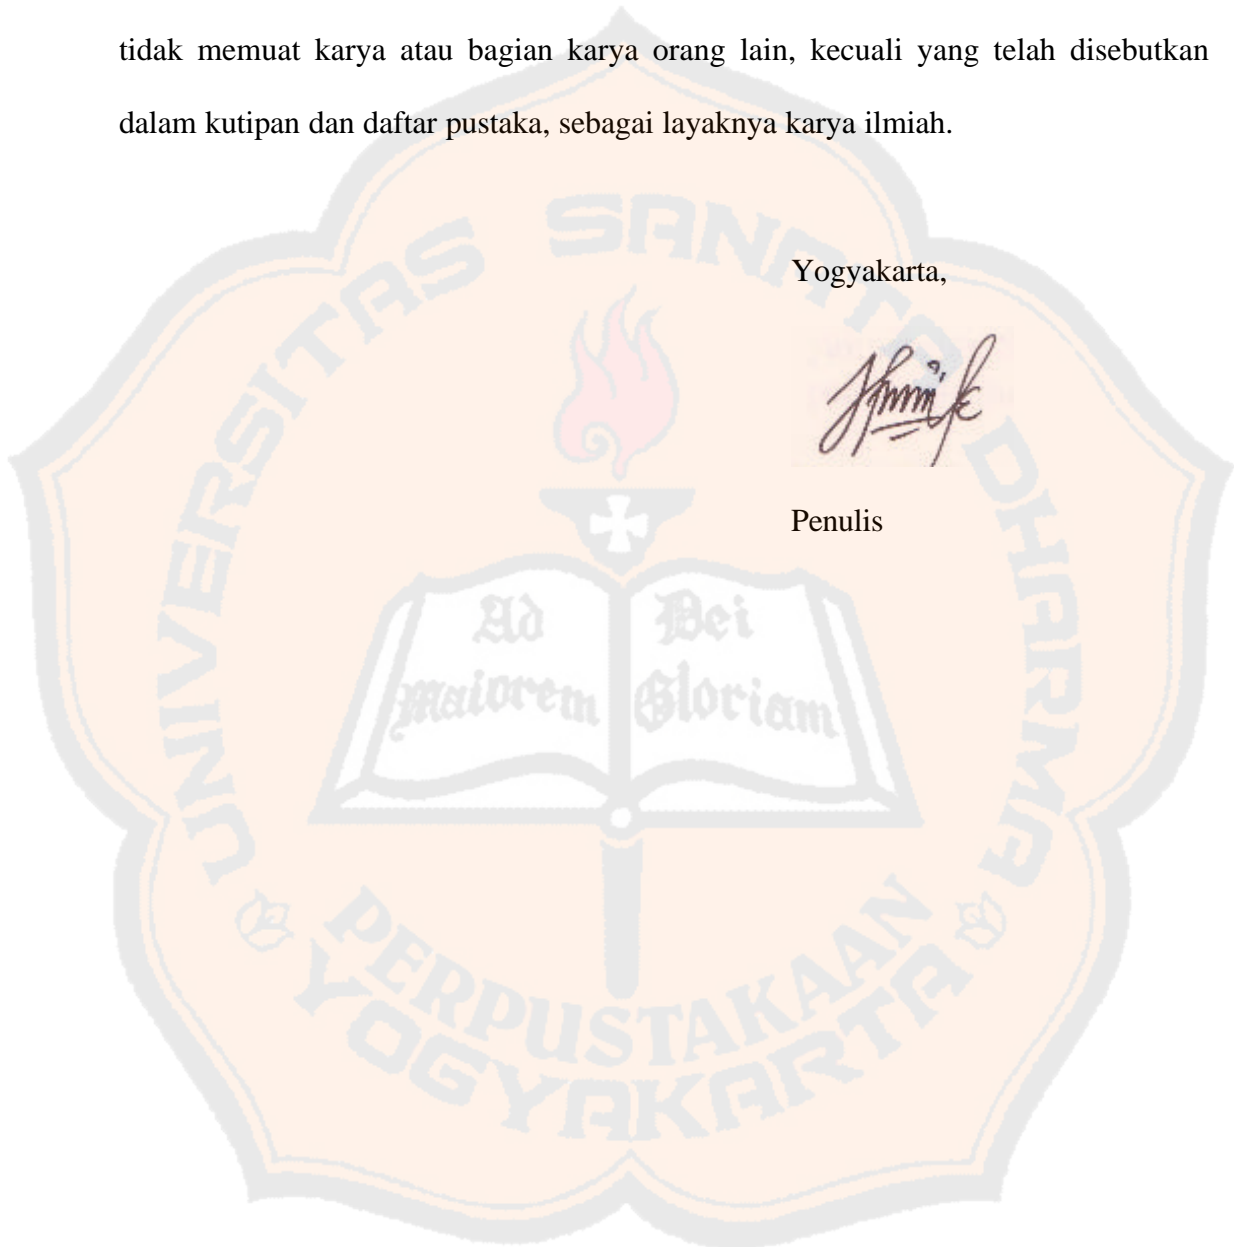 tidak memuat karya atau bagian karya orang lain, kecuali yang telah disebutkan
dalam kutipan dan daftar pustaka, sebagai layaknya karya ilmiah.
UNIVERSITAS SANATA DHARMA
Yogyakarta,
Penulis
Ad Dei
Maiorem Gloriam
PERPUSTAKAAN
YOGYAKARTA